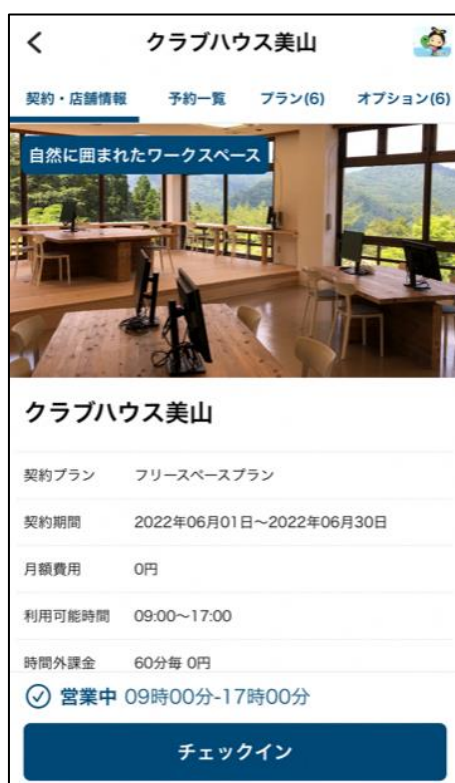 クラブハウス美山
契約・店舗情報 予約一覧 プラン(6) オプション(6)
自然に囲まれたワークスペース
クラブハウス美山
契約プラン フリースペースプラン
契約期間 2022年06月01日〜2022年06月30日
月額費用 0円
利用可能時間 09:00〜17:00
時間外課金 60分毎 0円
営業中 09時00分-17時00分
チェックイン